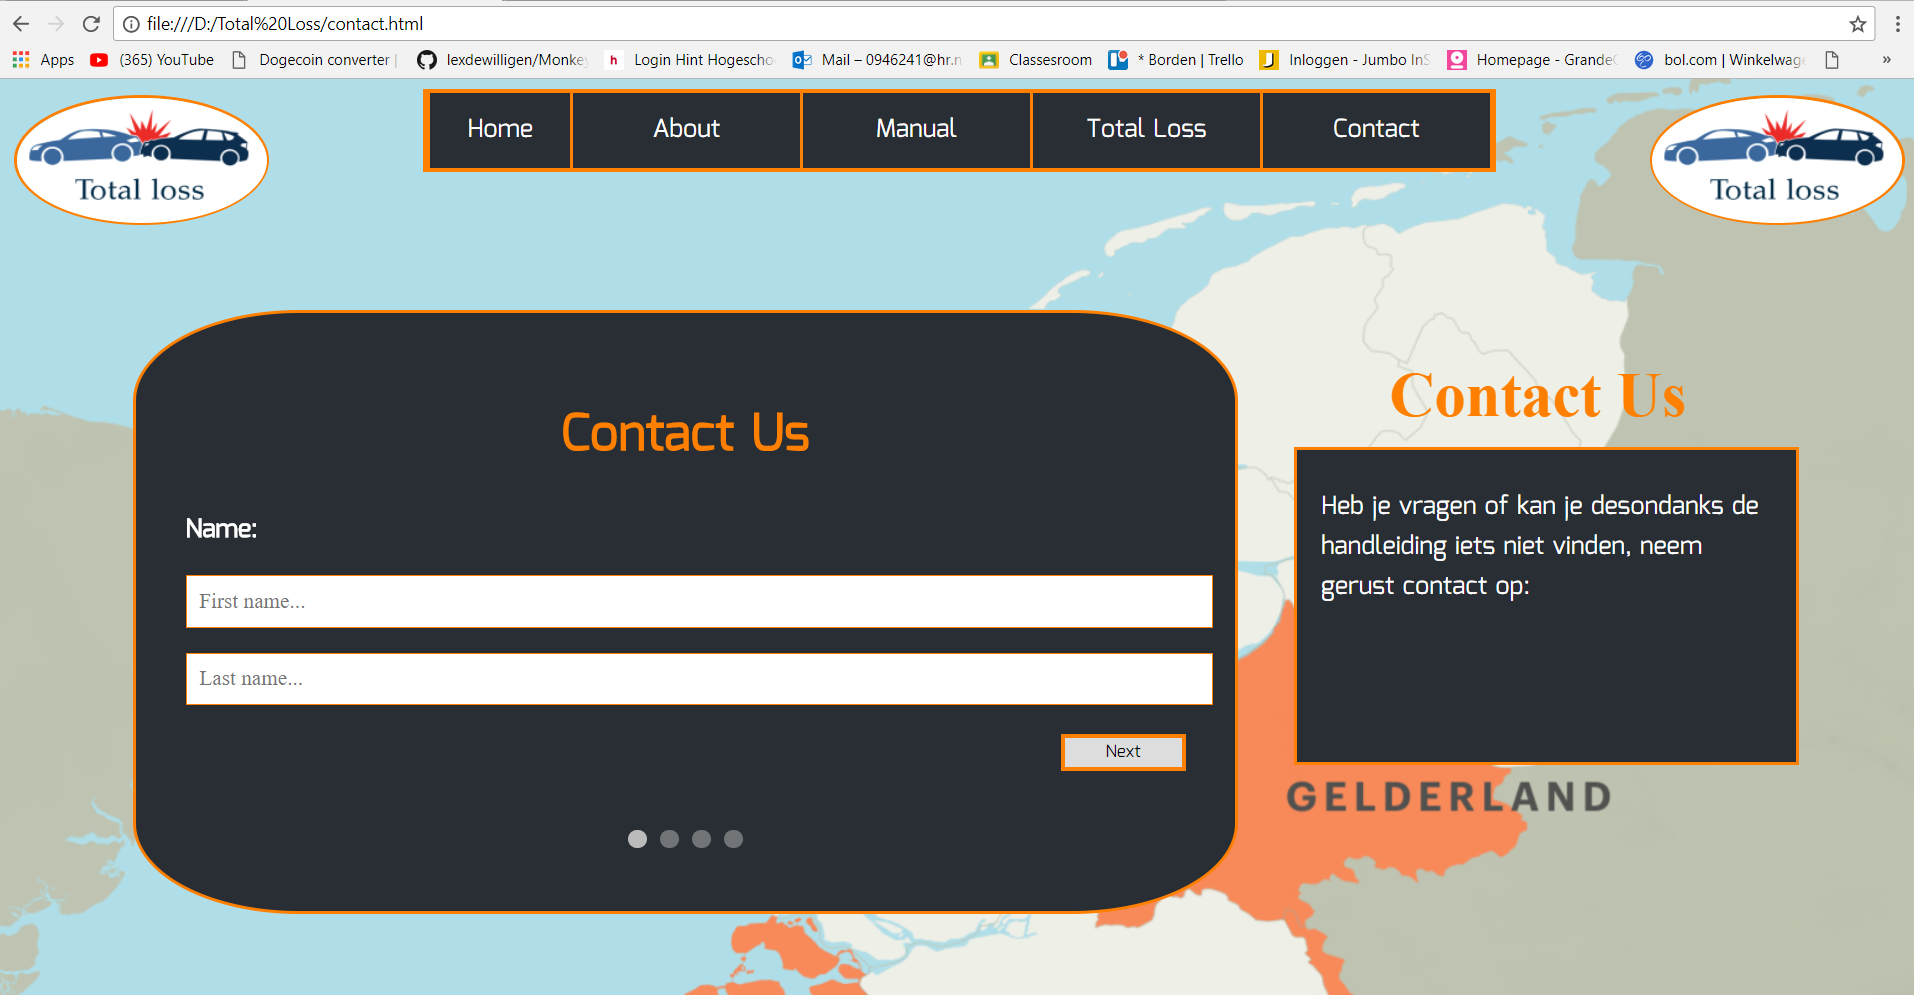 file:///D:/Total%20Loss/contact.html
Apps
(365) YouTube
Dogecoin converter |
lexdewilligen/Monke
Login Hint Hogescho
Mail – 0946241@hr.n
Classesroom
* Borden | Trello
Inloggen - Jumbo InS
Homepage - Grande
bol.com | Winkelwag
»
Total loss
Home
About
Manual
Total Loss
Contact
Total loss
Contact Us
Name:
First name...
Last name...
Next
Contact Us
Heb je vragen of kan je desondanks de
handleiding iets niet vinden, neem
gerust contact op:
GELDERLAND